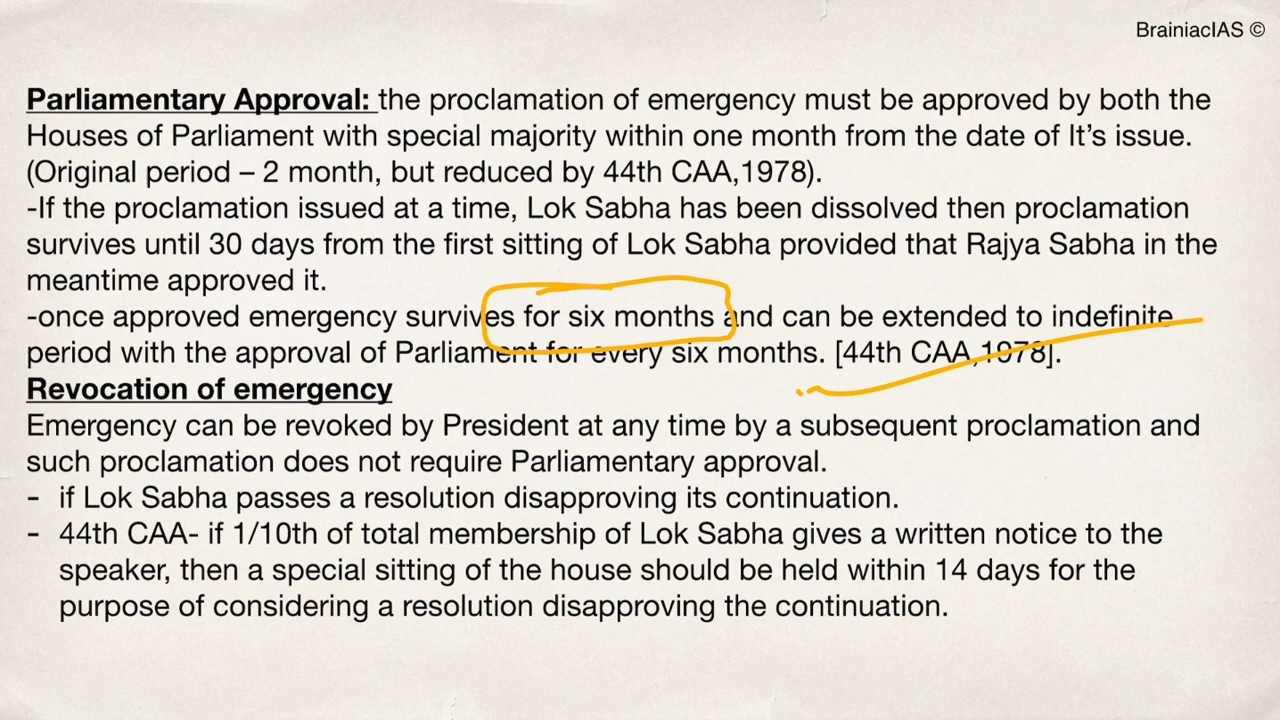 BrainiacIAS ©
Parliamentary Approval: the proclamation of emergency must be approved by both the
Houses of Parliament with special majority within one month from the date of It’s issue.
(Original period – 2 month, but reduced by 44th CAA,1978).
-If the proclamation issued at a time, Lok Sabha has been dissolved then proclamation
survives until 30 days from the first sitting of Lok Sabha provided that Rajya Sabha in the
meantime approved it.
-once approved emergency survives for six months and can be extended to indefinite
period with the approval of Parliament for every six months. [44th CAA,1978].
Revocation of emergency
Emergency can be revoked by President at any time by a subsequent proclamation and
such proclamation does not require Parliamentary approval.
- if Lok Sabha passes a resolution disapproving its continuation.
- 44th CAA- if 1/10th of total membership of Lok Sabha gives a written notice to the
speaker, then a special sitting of the house should be held within 14 days for the
purpose of considering a resolution disapproving the continuation.